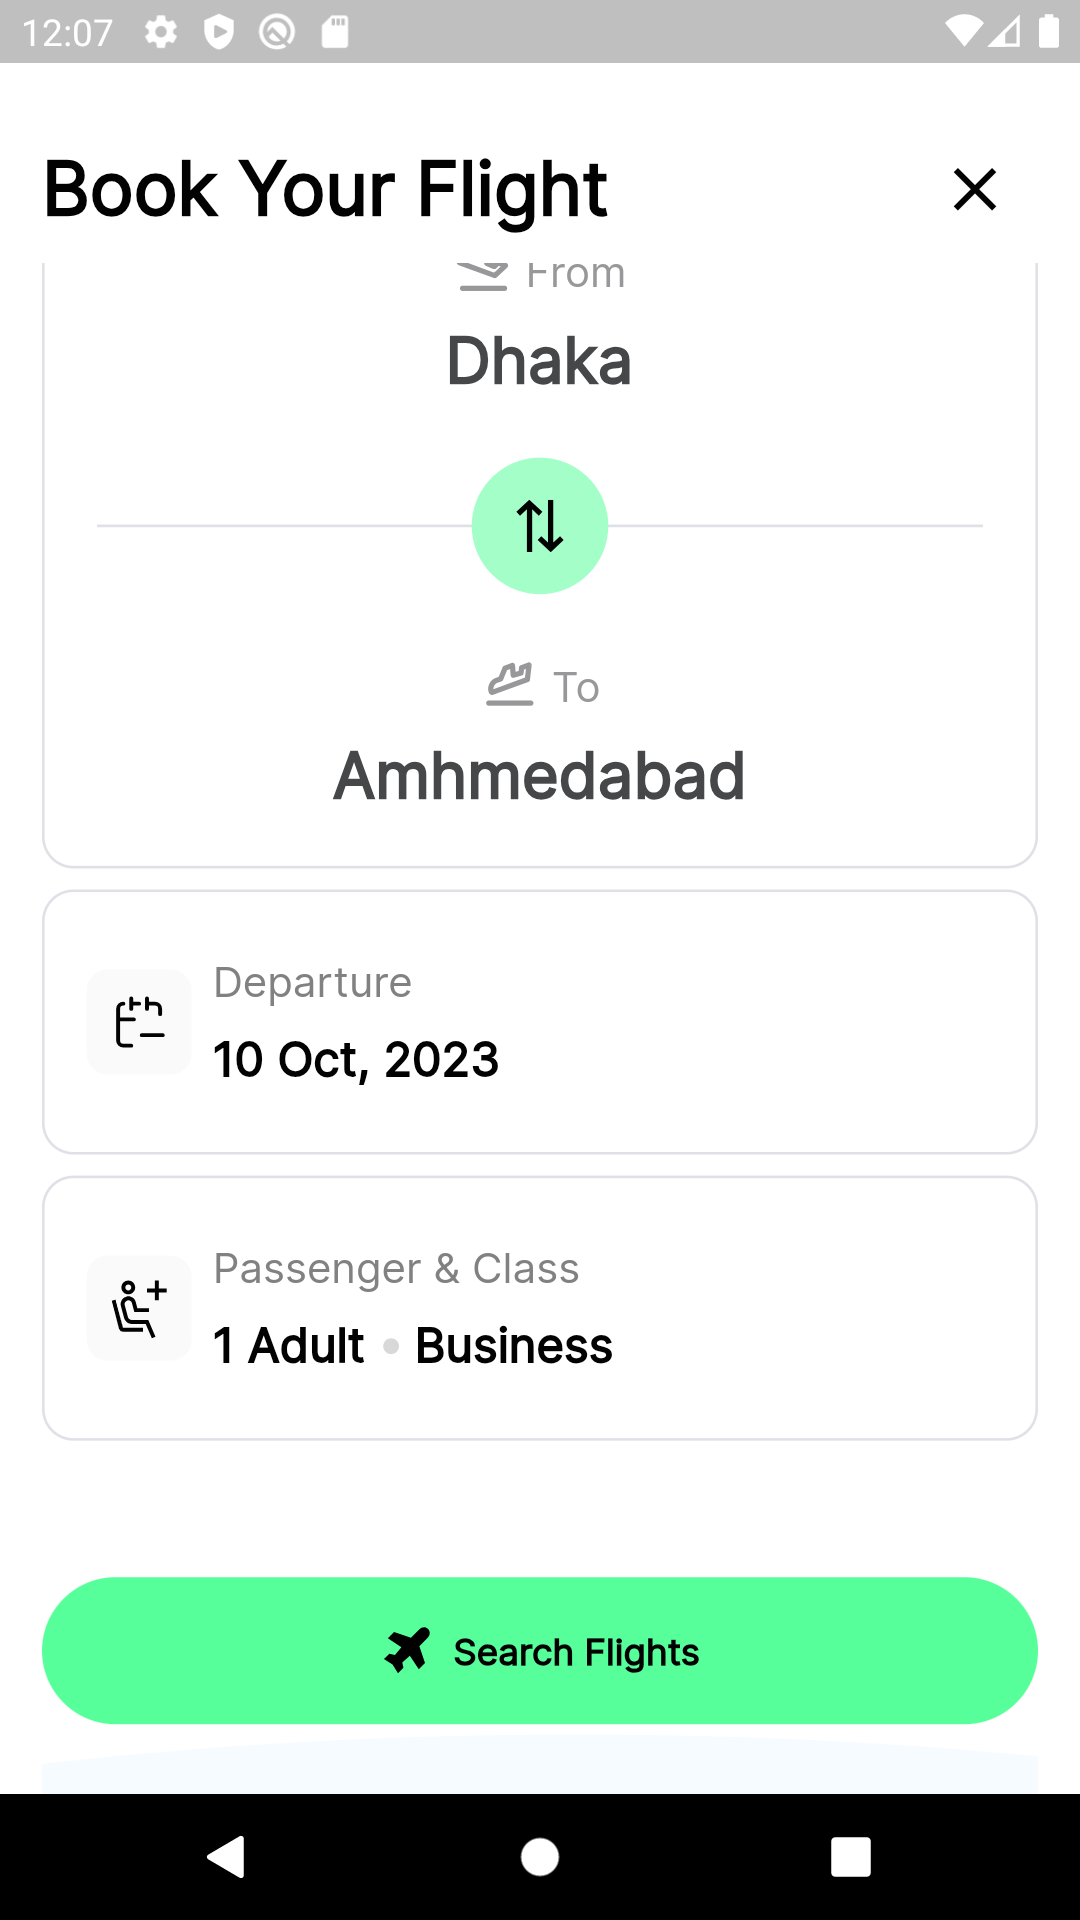 12:07
Book Your Flight
From
Dhaka
To
Amhmedabad
Departure
10 Oct, 2023
Passenger & Class
1 Adult • Business
Search Flights